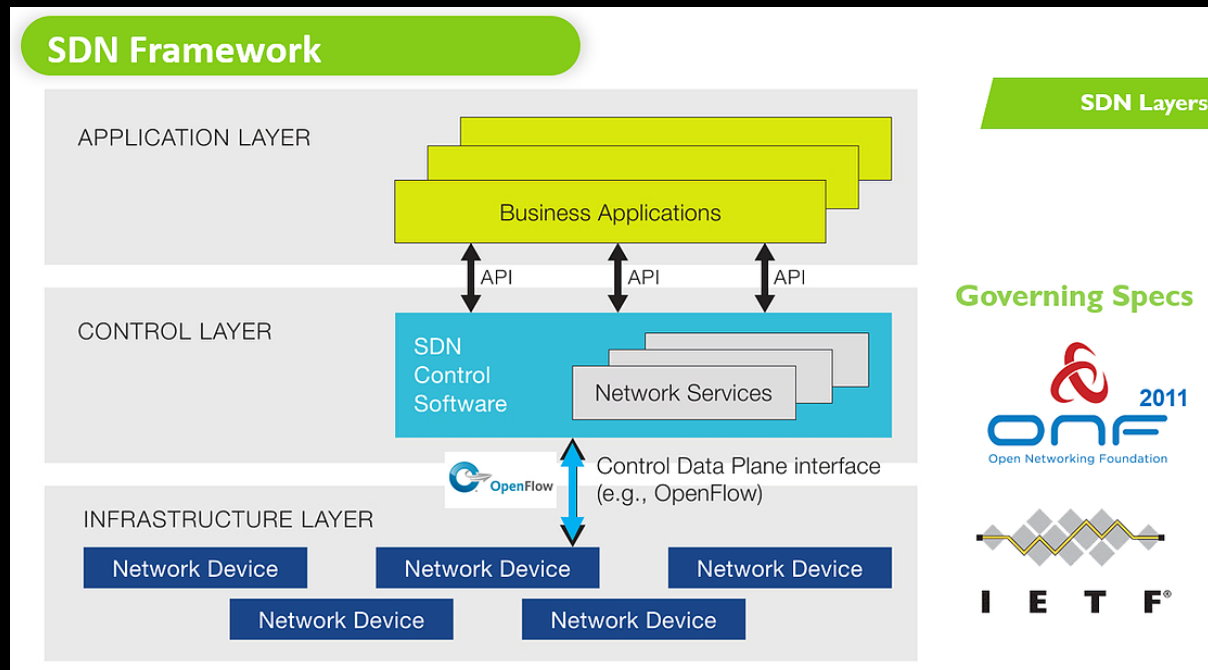 SDN Framework
SDN Layers
APPLICATION LAYER
Business Applications
API API API
CONTROL LAYER
SDN
Control
Software
Network Services
Governing Specs
2011
ONF
Open Networking Foundation
OpenFlow
Control Data Plane interface
(e.g., OpenFlow)
INFRASTRUCTURE LAYER
Network Device Network Device Network Device
Network Device Network Device
I E T F®